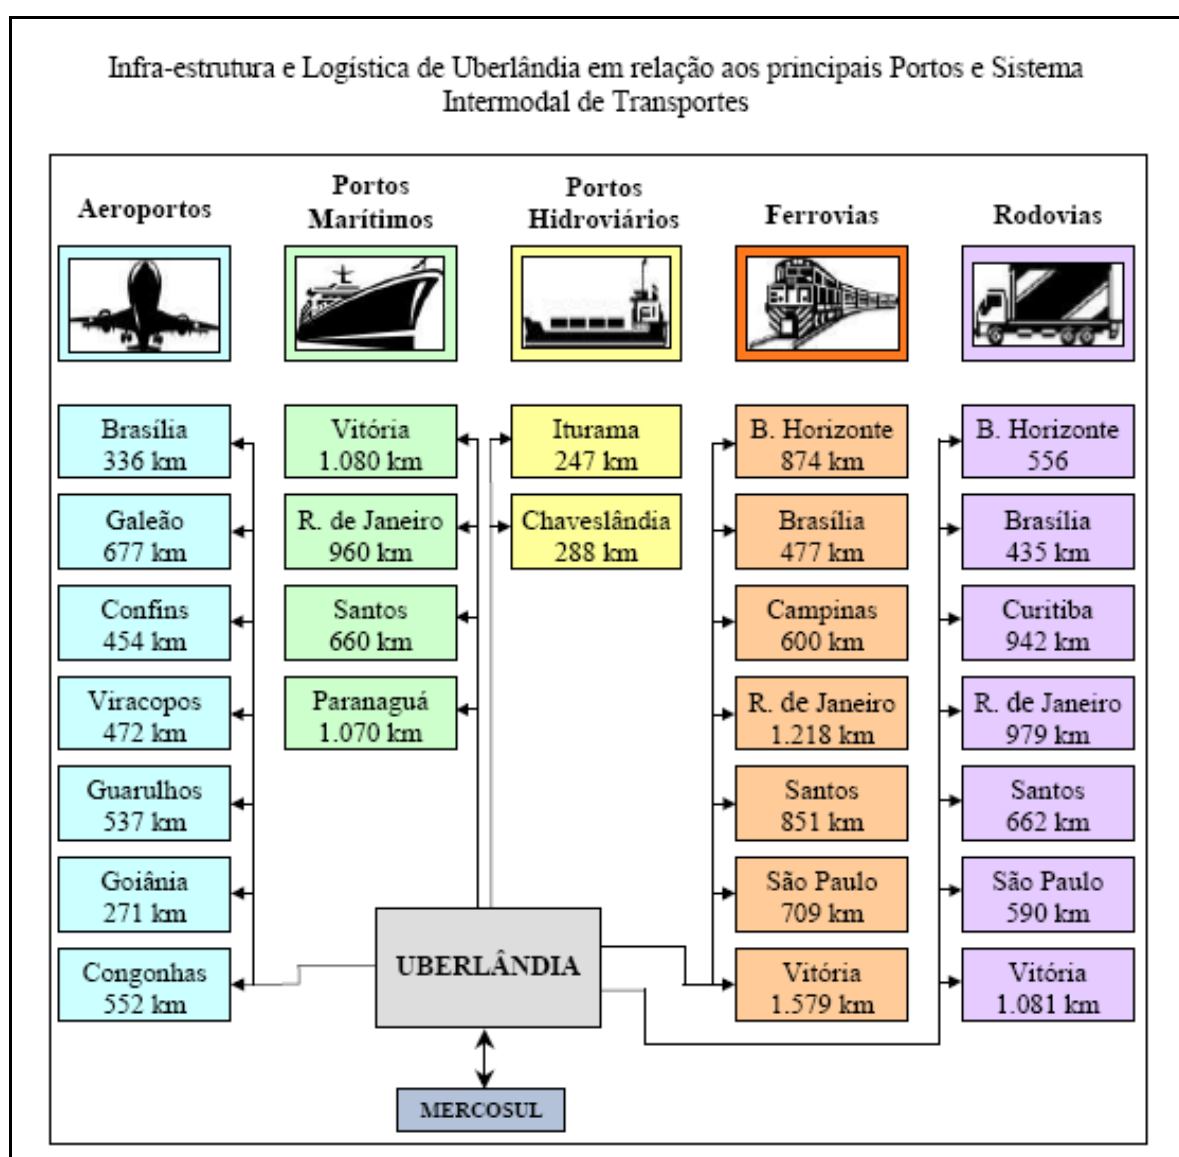 Infra-estrutura e Logística de Uberlândia em relação aos principais Portos e Sistema
Intermodal de Transportes
Aeroportos
Brasília
336 km
Galeão
677 km
Confins
454 km
Viracopos
472 km
Guarulhos
537 km
Goiânia
271 km
Congonhas
552 km
Portos
Marítimos
Vitória
1.080 km
R. de Janeiro
960 km
Santos
660 km
Paranaguá
1.070 km
Portos
Hidroviários
Iturama
247 km
Chaveslândia
288 km
Ferrovias
B. Horizonte
874 km
Brasília
477 km
Campinas
600 km
R. de Janeiro
1.218 km
Santos
851 km
São Paulo
709 km
Vitória
1.579 km
Rodovias
B. Horizonte
556
Brasília
435 km
Curitiba
942 km
R. de Janeiro
979 km
Santos
662 km
São Paulo
590 km
Vitória
1.081 km
UBERLÂNDIA
MERCOSUL